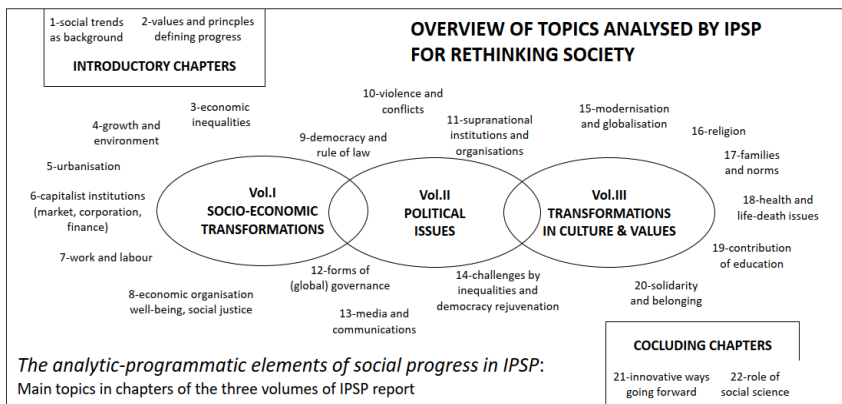 1-social trends
as background
2-values and princples
defining progress
INTRODUCTORY CHAPTERS
OVERVIEW OF TOPICS ANALYSED BY IPSP
FOR RETHINKING SOCIETY
3-economic
inequalities
4-growth and
environment
5-urbanisation
6-capitalist institutions
(market, corporation,
finance)
7-work and labour
8-economic organisation
well-being, social justice
Vol.I
SOCIO-ECONOMIC
TRANSFORMATIONS
9-democracy and
rule of law
10-violence and
conflicts
11-supranational
institutions and
organisations
Vol.II
POLITICAL
ISSUES
12-forms of
(global) governance
13-media and
communications
14-challenges by
inequalities and
democracy rejuvenation
15-modernisation
and globalisation
16-religion
17-families
and norms
Vol.III
TRANSFORMATIONS
IN CULTURE & VALUES
18-health and
life-death issues
19-contribution
of education
20-solidarity
and belonging
The analytic-programmatic elements of social progress in IPSP:
Main topics in chapters of the three volumes of IPSP report
COCLUDING CHAPTERS
21-innovative ways
going forward
22-role of
social science